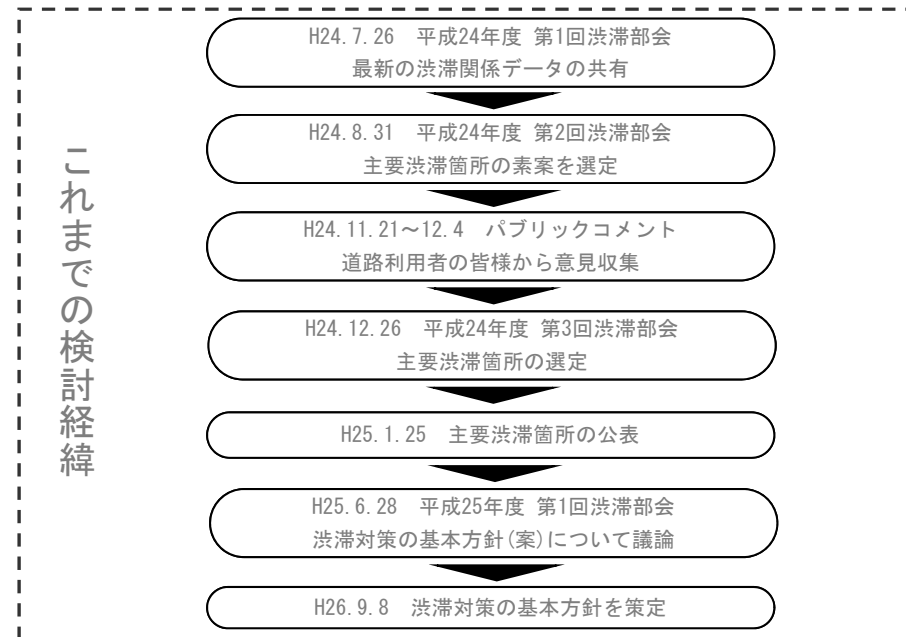 これまでの検討経緯
H24.7.26　平成24年度 第1回渋滞部会
最新の渋滞関係データの共有
H24.8.31　平成24年度 第2回渋滞部会
主要渋滞箇所の素案を選定
H24.11.21～12.4　パブリックコメント
道路利用者の皆様から意見収集
H24.12.26　平成24年度 第3回渋滞部会
主要渋滞箇所の選定
H25.1.25　主要渋滞箇所の公表
H25.6.28　平成25年度 第1回渋滞部会
渋滞対策の基本方針(案)について議論
H26.9.8　渋滞対策の基本方針を策定